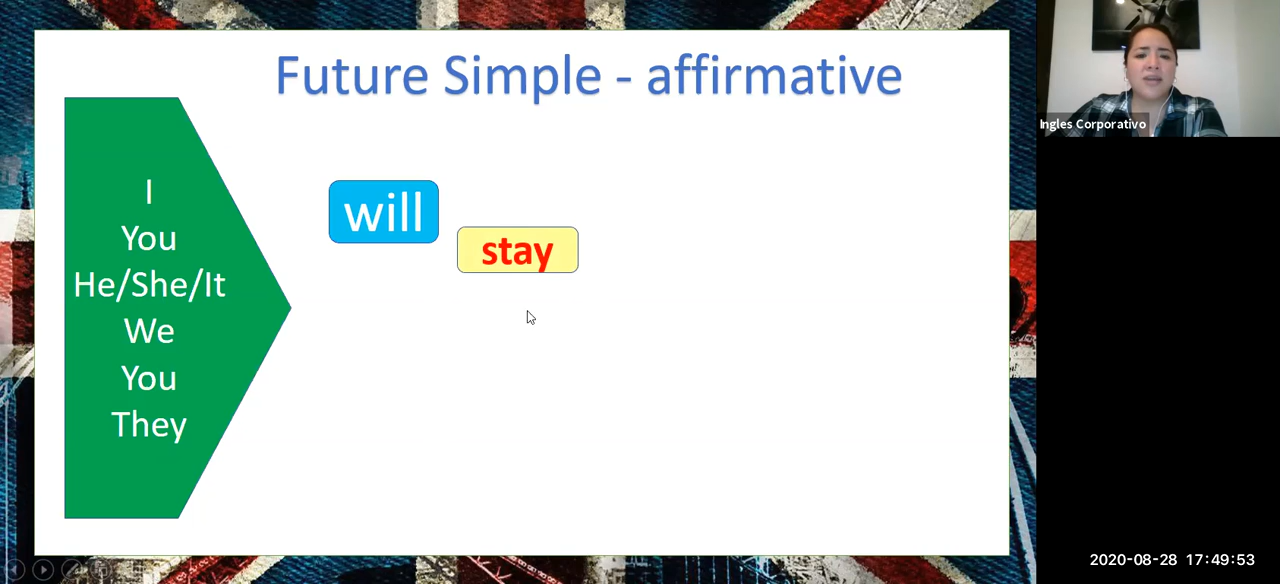 Future Simple - affirmative
I
You
He/She/It
We
You
They
will
stay
Ingles Corporativo
2020-08-28 17:49:53